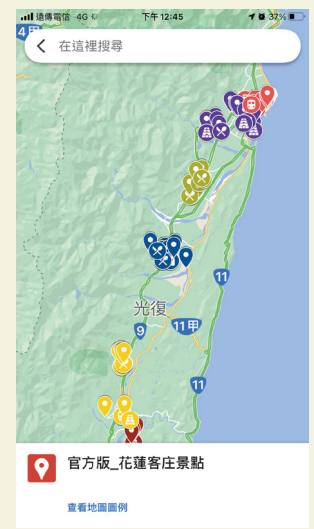 遠傳電信 4G
下午12:45
37%
4甲
在這裡搜尋
11
光復
9
11甲
11
官方版_花蓮客庄景點
查看地圖圖例